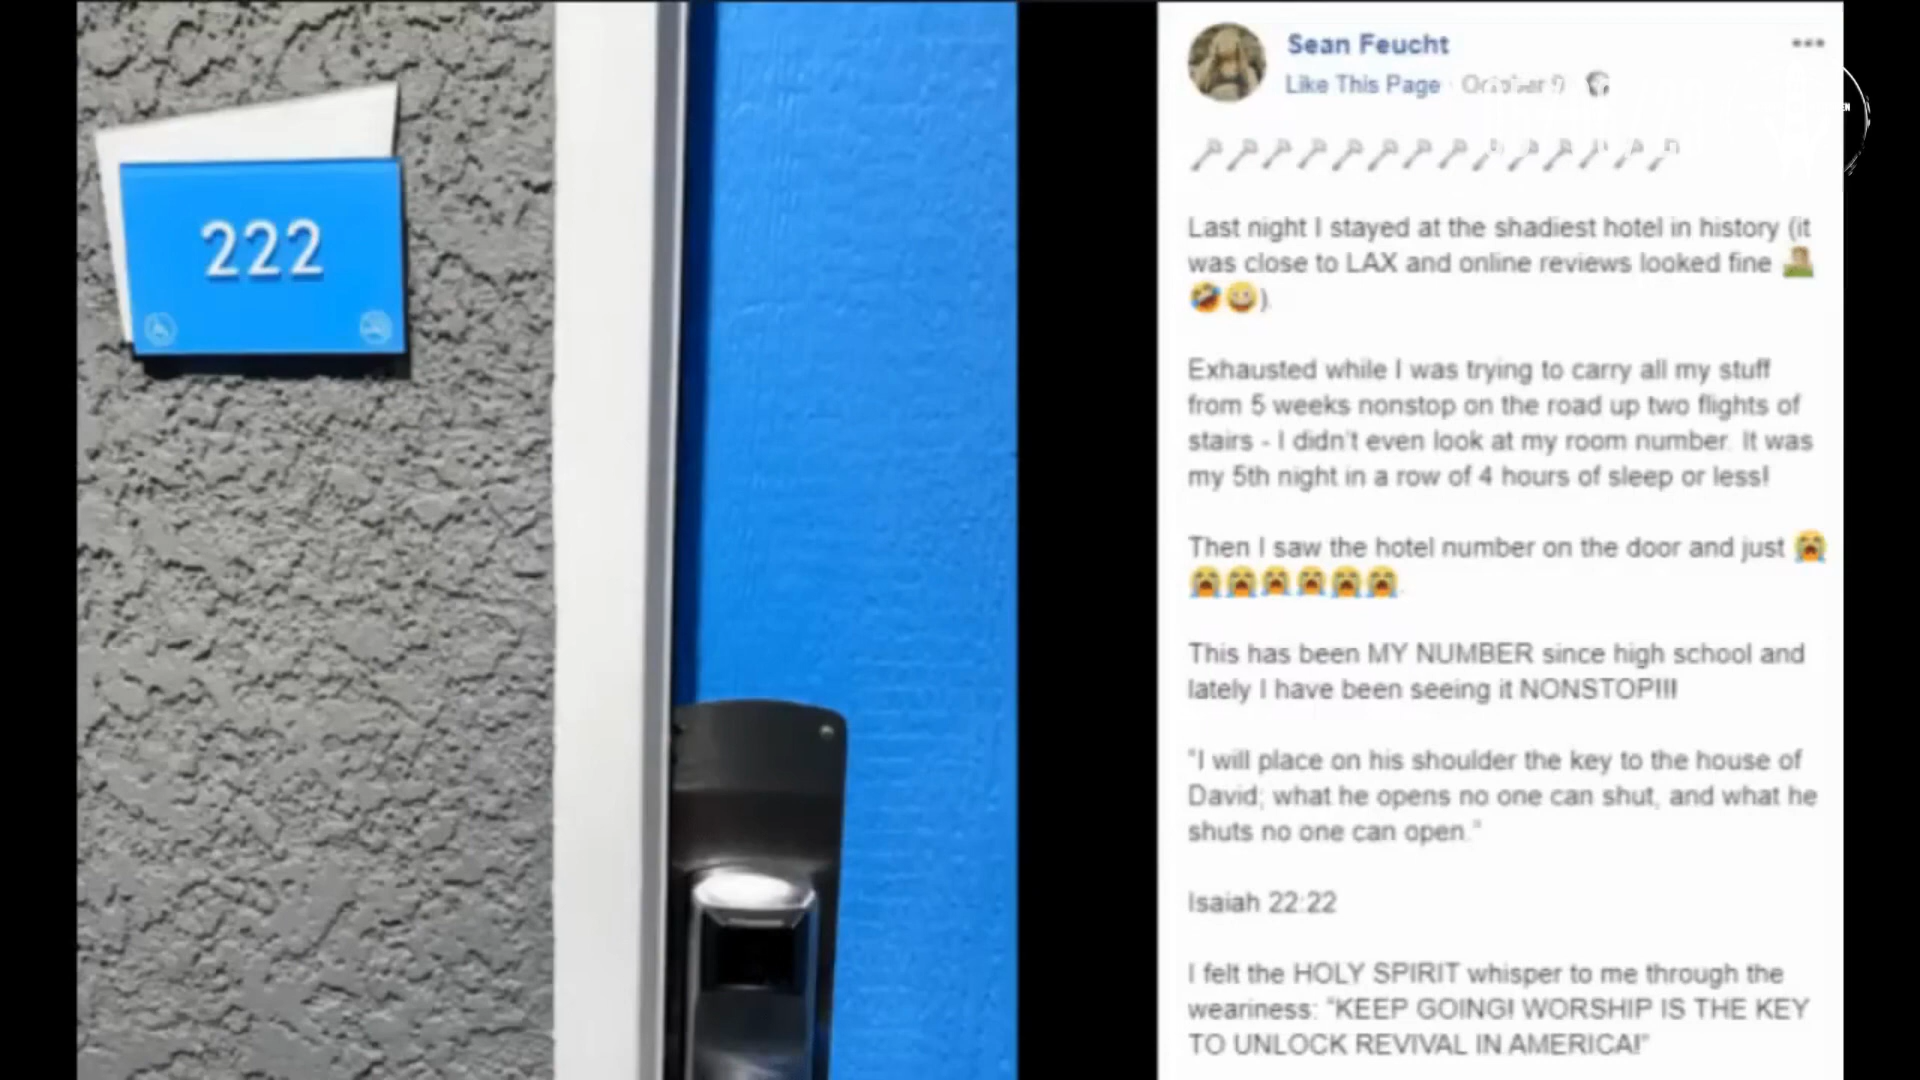 222
Sean Feucht
Like This Page · October 9
Last night I stayed at the shadiest hotel in history (it
was close to LAX and online reviews looked fine 🤦🏼
🤣😀).
Exhausted while I was trying to carry all my stuff
from 5 weeks nonstop on the road up two flights of
stairs - I didn't even look at my room number. It was
my 5th night in a row of 4 hours of sleep or less!
Then I saw the hotel number on the door and just 😭
😭😭😭😭😭😭.
This has been MY NUMBER since high school and
lately I have been seeing it NONSTOP!!!
"I will place on his shoulder the key to the house of
David; what he opens no one can shut, and what he
shuts no one can open."
Isaiah 22:22
I felt the HOLY SPIRIT whisper to me through the
weariness: "KEEP GOING! WORSHIP IS THE KEY
TO UNLOCK REVIVAL IN AMERICA!"